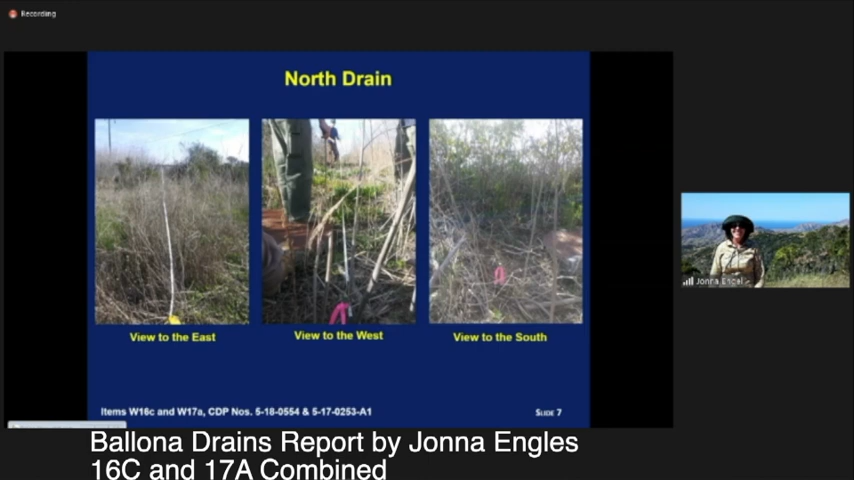 Recording
North Drain
View to the East
View to the West
View to the South
Items W16c and W17a, CDP Nos. 5-18-0554 & 5-17-0253-A1
SLIDE 7
Jonna Engel
Ballona Drains Report by Jonna Engles
16C and 17A Combined